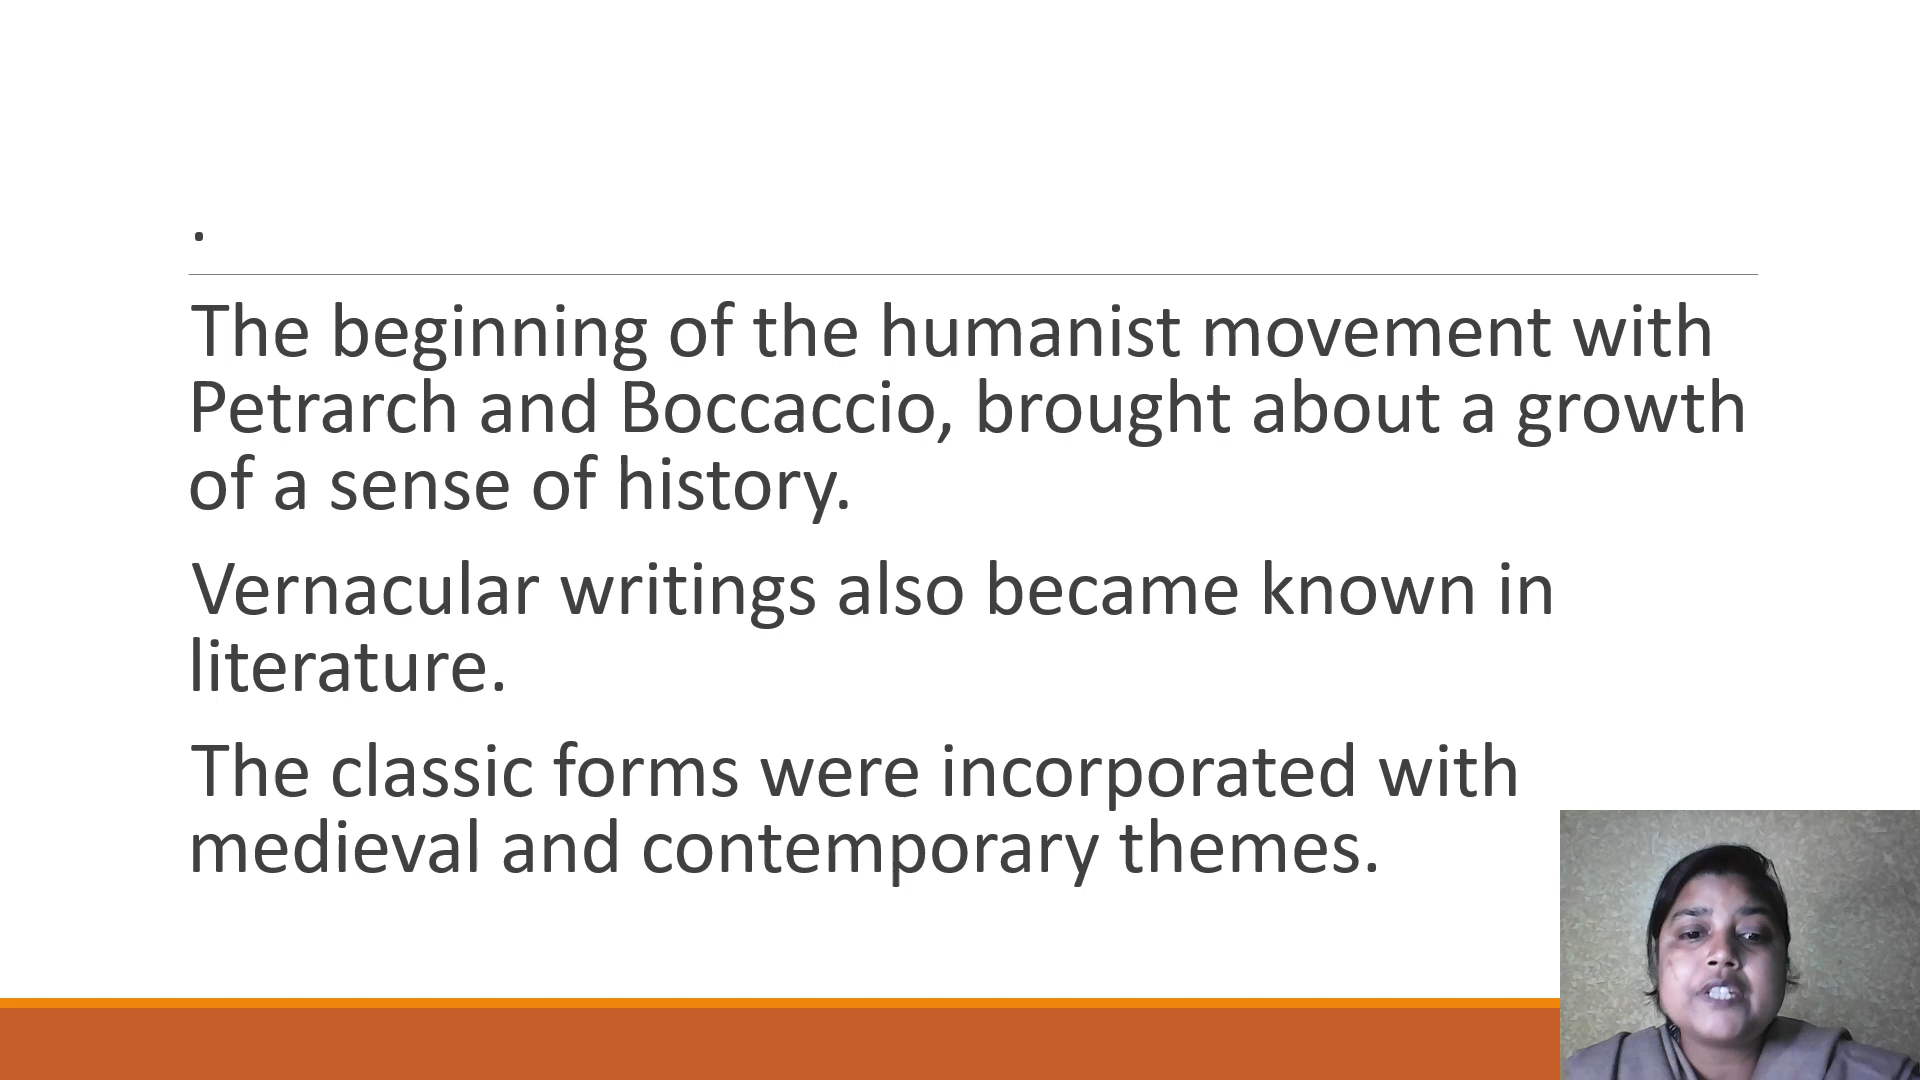 .
The beginning of the humanist movement with
Petrarch and Boccaccio, brought about a growth
of a sense of history.
Vernacular writings also became known in
literature.
The classic forms were incorporated with
medieval and contemporary themes.